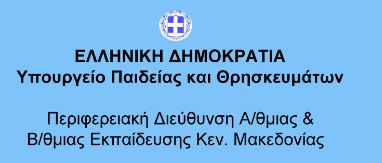 ΕΛΛΗΝΙΚΗ ΔΗΜΟΚΡΑΤΙΑ
Υπουργείο Παιδείας και Θρησκευμάτων
Περιφερειακή Διεύθυνση Α/θμιας &
Β/θμιας Εκπαίδευσης Κεν. Μακεδονίας